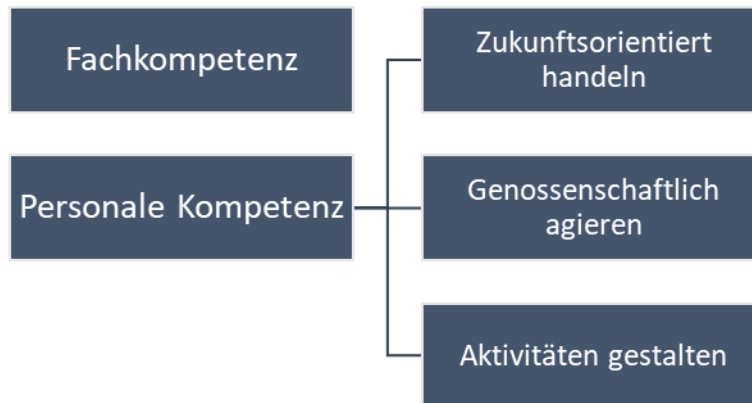 Fachkompetenz
Personale Kompetenz
Zukunftsorientiert
handeln
Genossenschaftlich
agieren
Aktivitäten gestalten